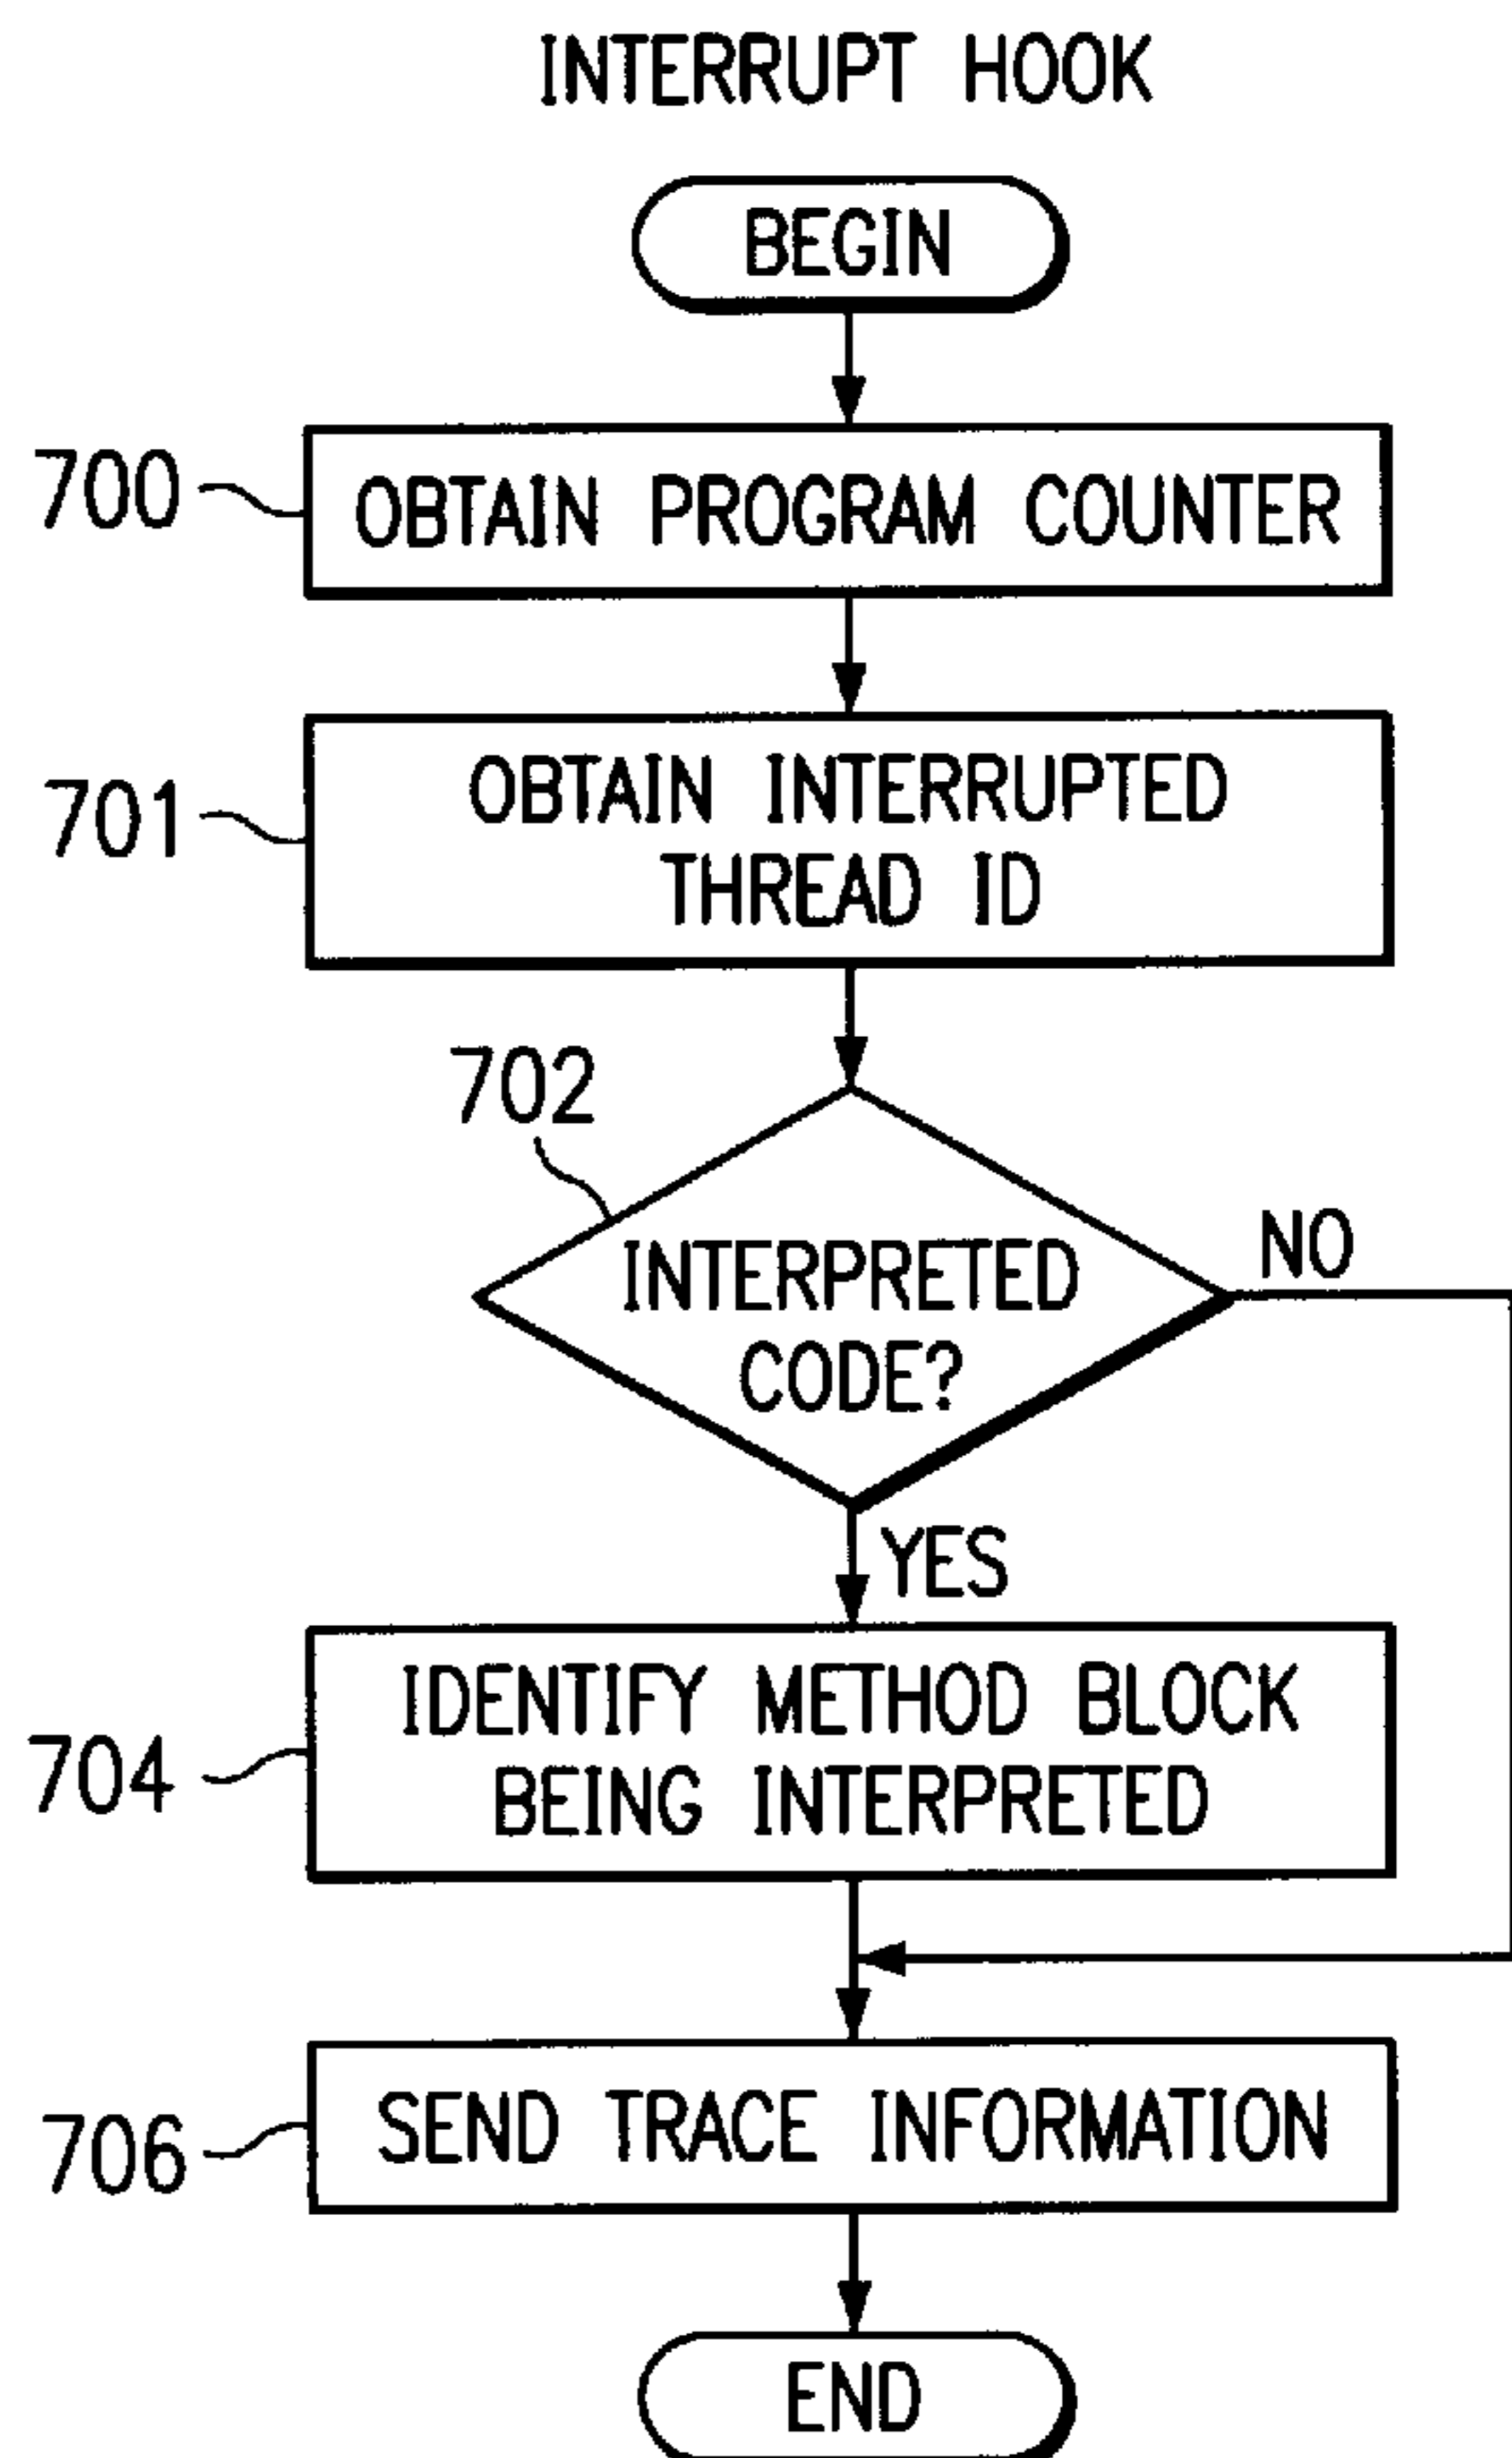 INTERRUPT HOOK
BEGIN
700
OBTAIN PROGRAM COUNTER
701
OBTAIN INTERRUPTED
THREAD ID
702
INTERPRETED
CODE?
NO
YES
704
IDENTIFY METHOD BLOCK
BEING INTERPRETED
706
SEND TRACE INFORMATION
END